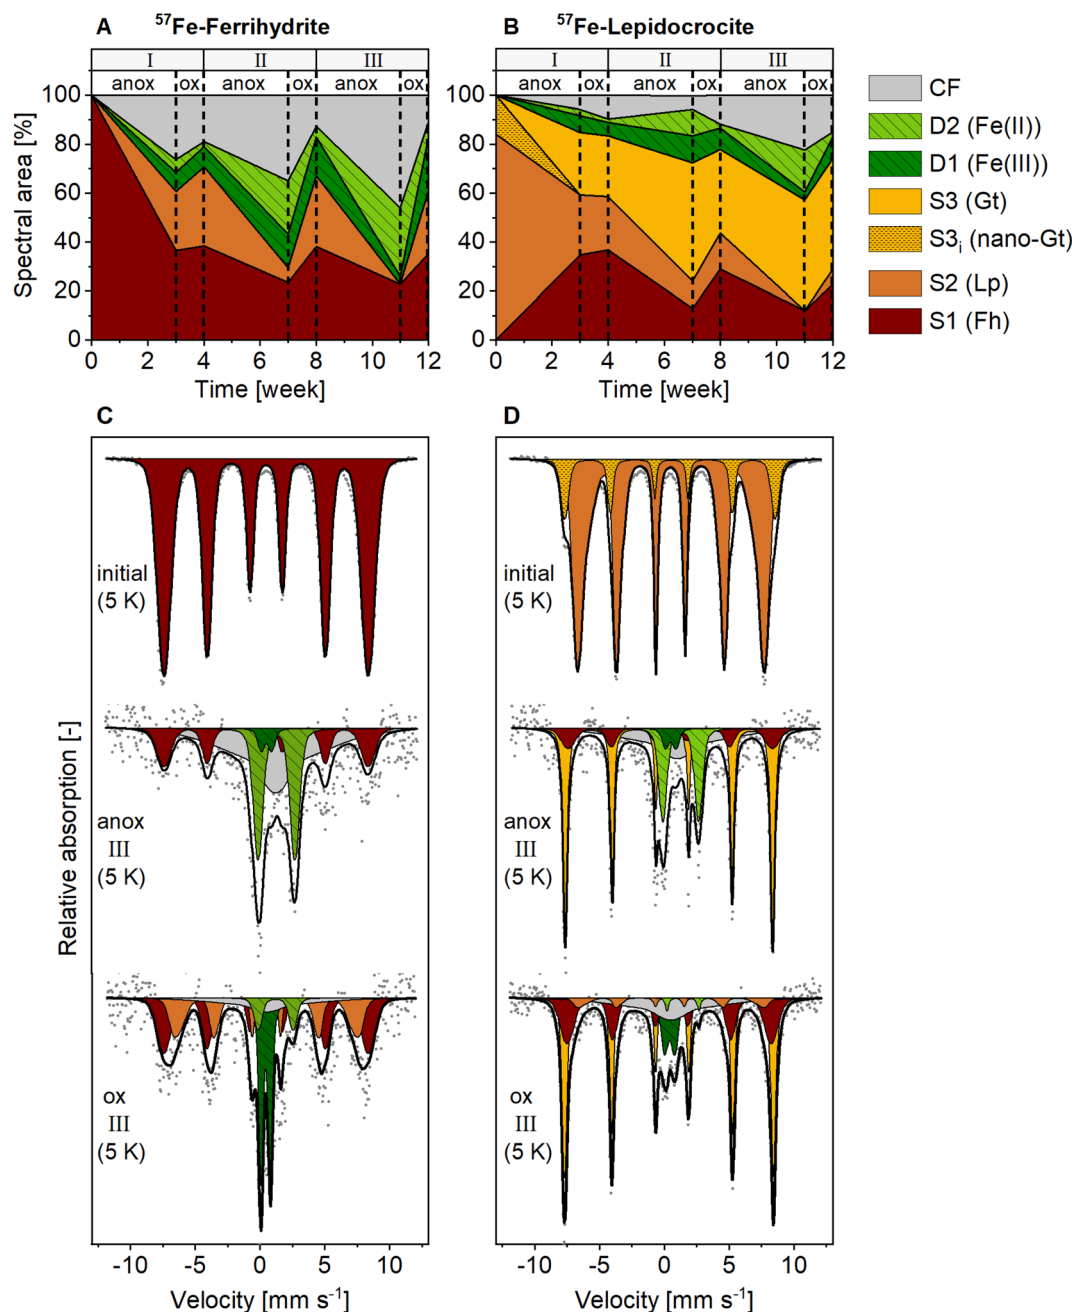 A ⁵⁷Fe-Ferrihydrite
I II III
anox ox anox ox anox ox
Spectral area [%]
100
80
60
40
20
0
0 2 4 6 8 10 12
Time [week]
B ⁵⁷Fe-Lepidocrocite
I II III
anox ox anox ox anox ox
100
80
60
40
20
0
0 2 4 6 8 10 12
Time [week]
CF
D2 (Fe(II))
D1 (Fe(III))
S3 (Gt)
S3ᵢ (nano-Gt)
S2 (Lp)
S1 (Fh)
C
Relative absorption [-]
initial
(5 K)
anox
III
(5 K)
ox
III
(5 K)
-10 -5 0 5 10
Velocity [mm s⁻¹]
D
initial
(5 K)
anox
III
(5 K)
ox
III
(5 K)
-10 -5 0 5 10
Velocity [mm s⁻¹]